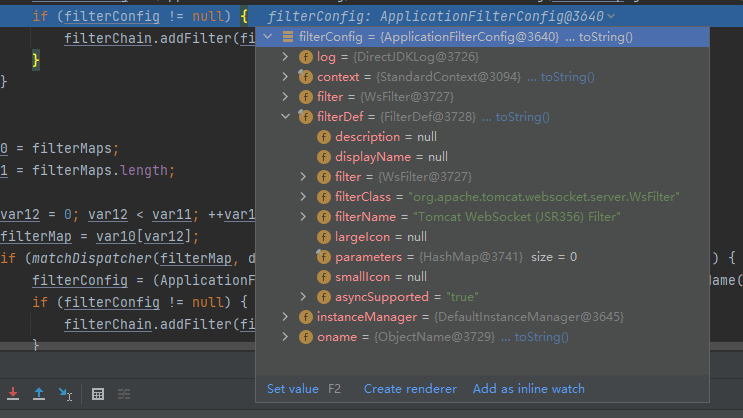 if (filterConfig != null) { filterConfig: ApplicationFilterConfig@3640
filterChain.addFilter(fi
}
}
filterConfig = {ApplicationFilterConfig@3640} ... toString()
log = {DirectJDKLog@3726}
context = {StandardContext@3094} ... toString()
filter = {WsFilter@3727}
filterDef = {FilterDef@3728} ... toString()
description = null
displayName = null
filter = {WsFilter@3727}
filterClass = "org.apache.tomcat.websocket.server.WsFilter"
filterName = "Tomcat WebSocket (JSR356) Filter"
largeIcon = null
parameters = {HashMap@3741} size = 0
smallIcon = null
asyncSupported = "true"
instanceManager = {DefaultInstanceManager@3645}
oname = {ObjectName@3729} ... toString()
Set value F2 Create renderer Add as inline watch
0 = filterMaps;
1 = filterMaps.length;
var12 = 0; var12 < var11; ++var1
filterMap = var10[var12];
if (matchDispatcher(filterMap, d ) {
filterConfig = (ApplicationF Name(
if (filterConfig != null) {
filterChain.addFilter(fi
}